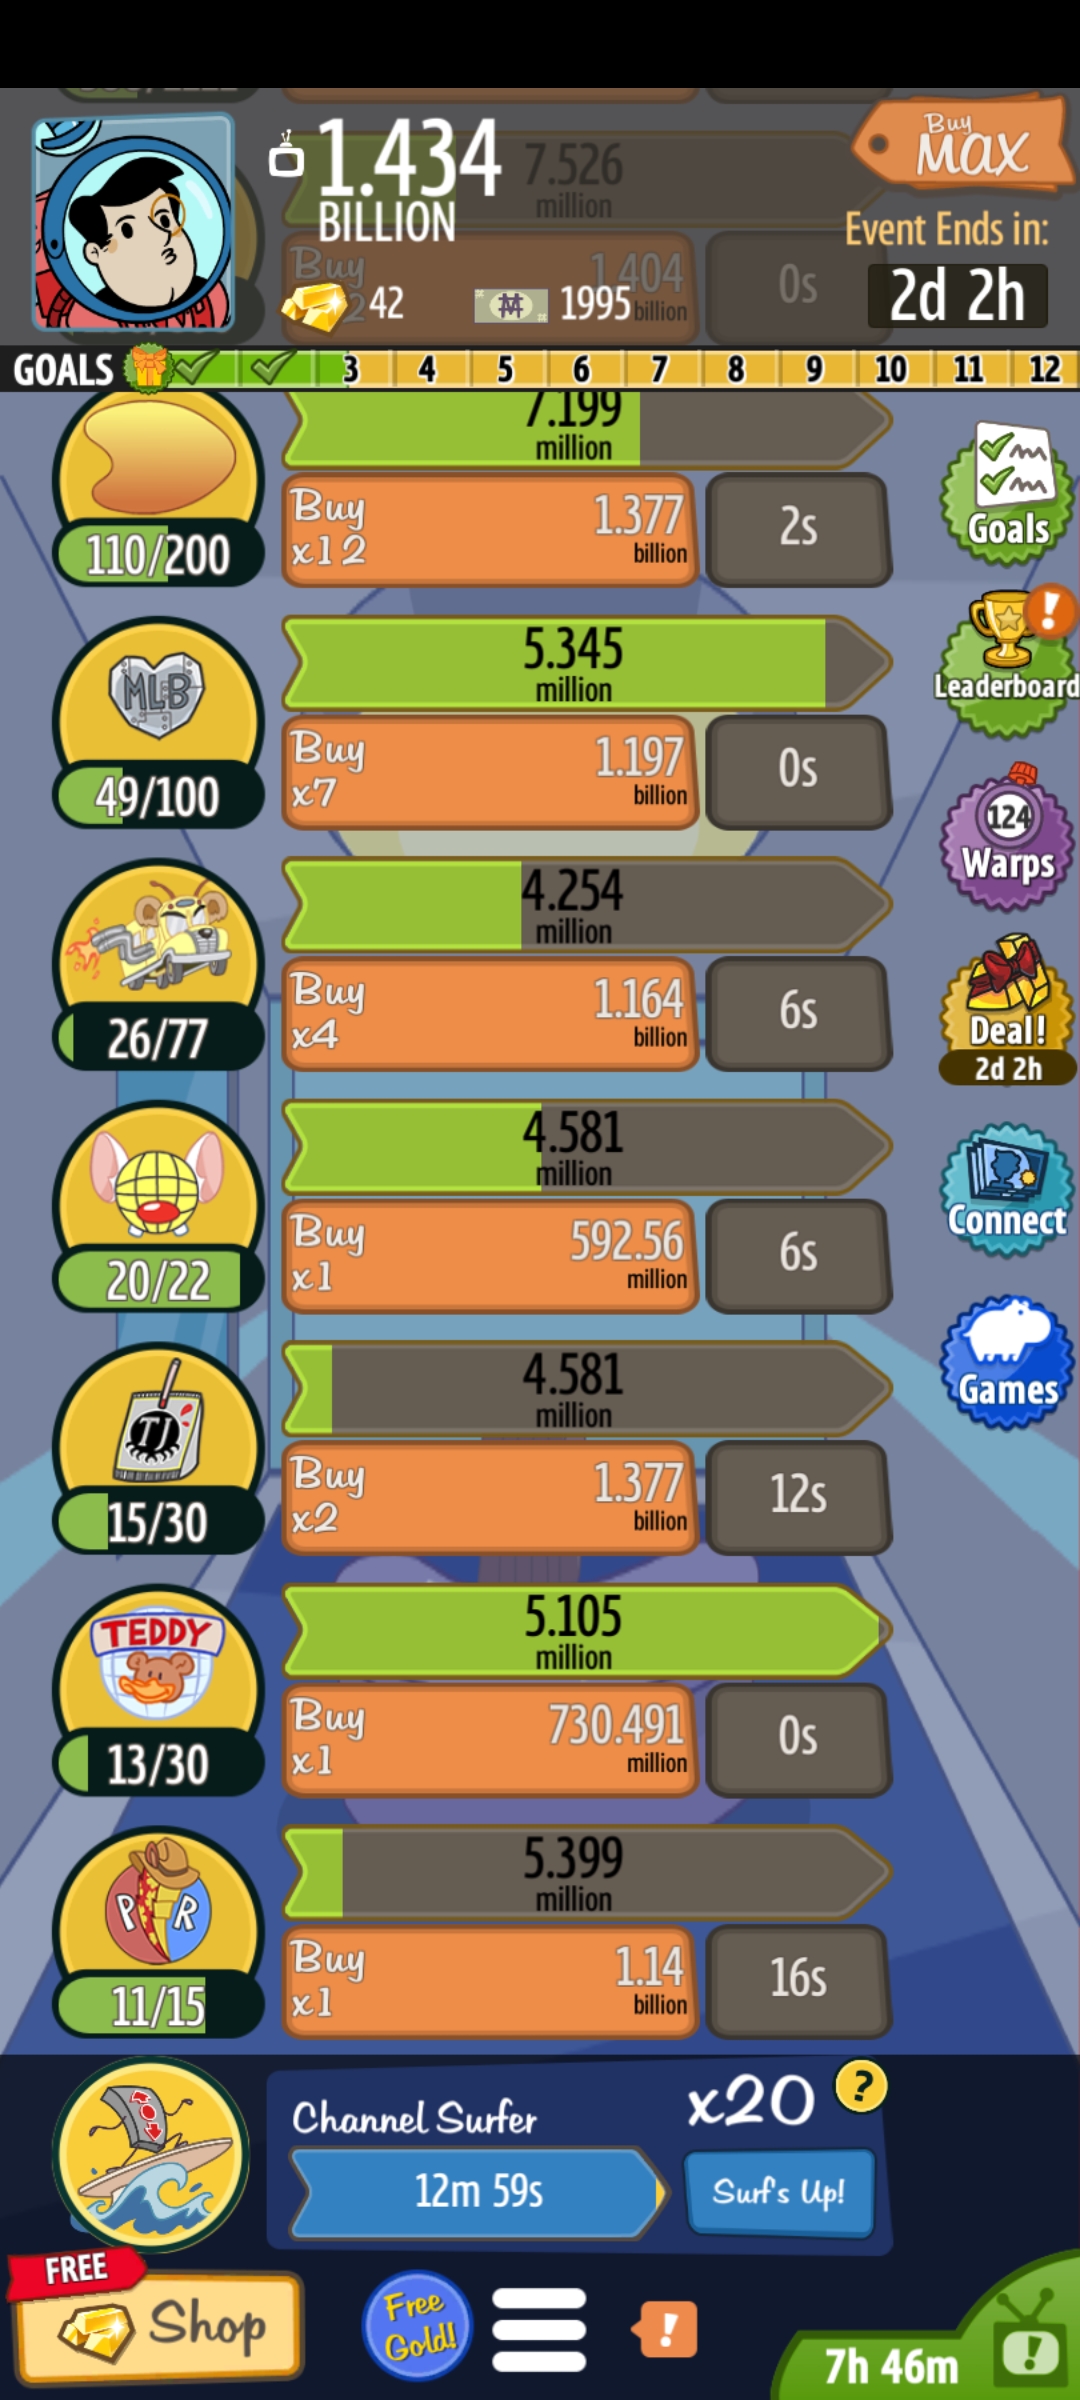 1.434
BILLION
7.526
million
Buy
MAX
Event Ends in:
2d 2h
Buy
1.404
billion
0s
42
1995
GOALS
3 4 5 6 7 8 9 10 11 12
7.199
million
110/200
Buy
x12
1.377
billion
2s
Goals
MLB
49/100
5.345
million
Buy
x7
1.197
billion
0s
!
Leaderboard
26/77
4.254
million
Buy
x4
1.164
billion
6s
124
Warps
Deal!
2d 2h
20/22
4.581
million
Buy
x1
592.56
million
6s
Connect
TJ
15/30
4.581
million
Buy
x2
1.377
billion
12s
Games
TEDDY
13/30
5.105
million
Buy
x1
730.491
million
0s
P R
11/15
5.399
million
Buy
x1
1.14
billion
16s
Channel Surfer
x20
?
12m 59s
Surf's Up!
FREE
Shop
Free
Gold!
!
7h 46m
!